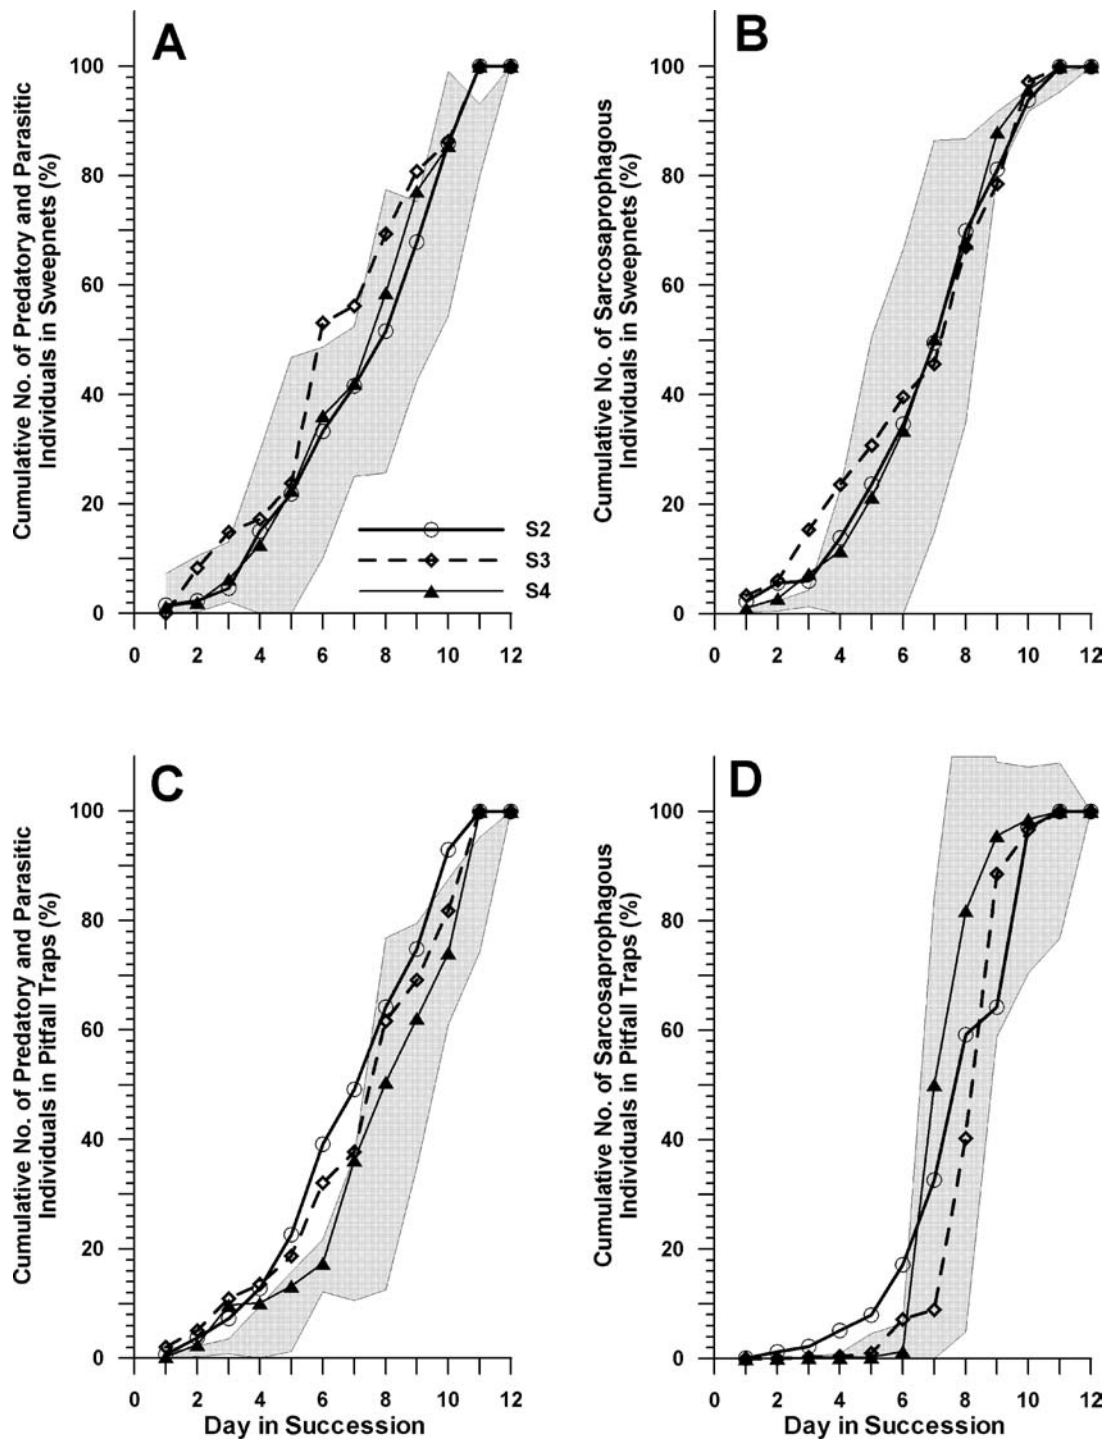 A
Cumulative No. of Predatory and Parasitic
Individuals in Sweepnets (%)
100
80
60
40
20
0
0 2 4 6 8 10 12
S2
S3
S4
B
Cumulative No. of Sarcosaprophagous
Individuals in Sweepnets (%)
100
80
60
40
20
0
0 2 4 6 8 10 12
C
Cumulative No. of Predatory and Parasitic
Individuals in Pitfall Traps (%)
100
80
60
40
20
0
0 2 4 6 8 10 12
Day in Succession
D
Cumulative No. of Sarcosaprophagous
Individuals in Pitfall Traps (%)
100
80
60
40
20
0
0 2 4 6 8 10 12
Day in Succession